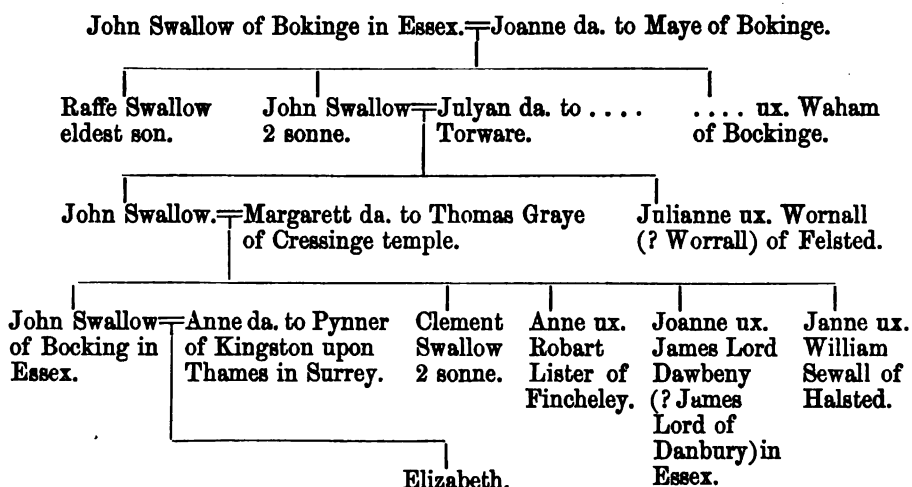 John Swallow of Bokinge in Essex.=Joanne da. to Maye of Bokinge.
Raffe Swallow
eldest son.
John Swallow=Julyan da. to . . . .
2 sonne. Torware.
. . . . ux. Waham
of Bockinge.
John Swallow.=Margarett da. to Thomas Graye
of Cressinge temple.
Julianne ux. Wornall
(? Worrall) of Felsted.
John Swallow=Anne da. to Pynner
of Bocking in of Kingston upon
Essex. Thames in Surrey.
Clement
Swallow
2 sonne.
Anne ux.
Robart
Lister of
Fincheley.
Joanne ux.
James Lord
Dawbeny
(? James
Lord of
Danbury) in
Essex.
Janne ux.
William
Sewall of
Halsted.
Elizabeth.